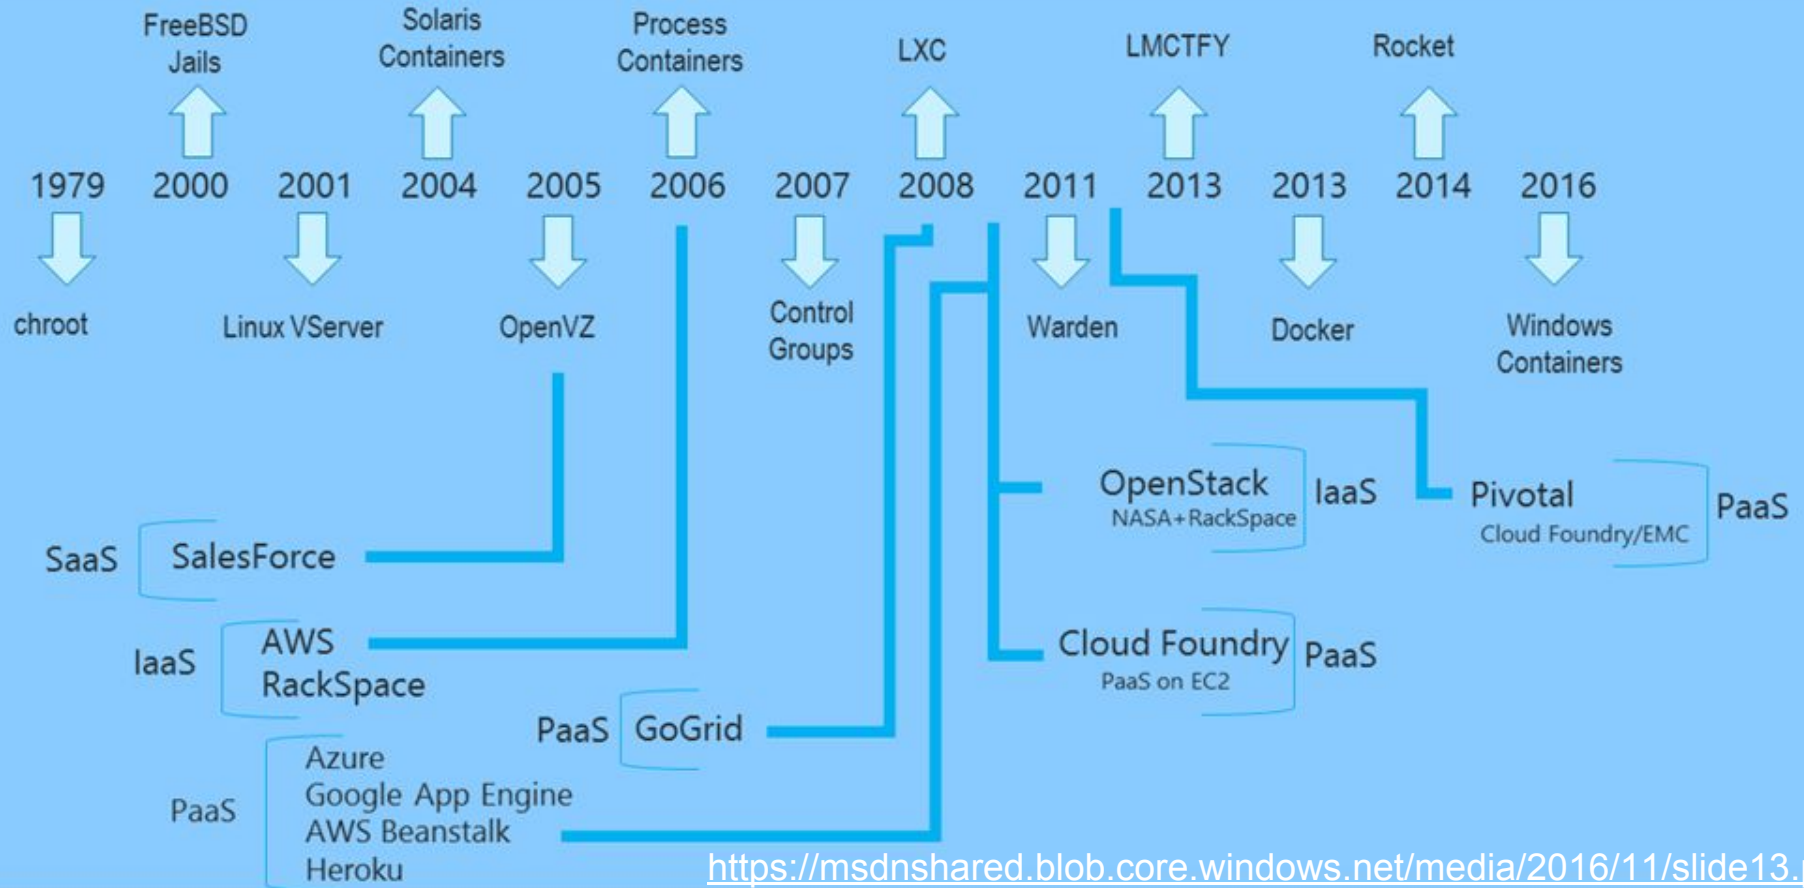 FreeBSD
Jails
Solaris
Containers
Process
Containers
LXC
LMCTFY
Rocket
1979 2000 2001 2004 2005 2006 2007 2008 2011 2013 2013 2014 2016
chroot
Linux VServer
OpenVZ
Control
Groups
Warden
Docker
Windows
Containers
SaaS
SalesForce
IaaS
AWS
RackSpace
PaaS
GoGrid
PaaS
Azure
Google App Engine
AWS Beanstalk
Heroku
OpenStack
NASA+RackSpace
IaaS
Cloud Foundry
PaaS on EC2
PaaS
Pivotal
Cloud Foundry/EMC
PaaS
https://msdnshared.blob.core.windows.net/media/2016/11/slide13.